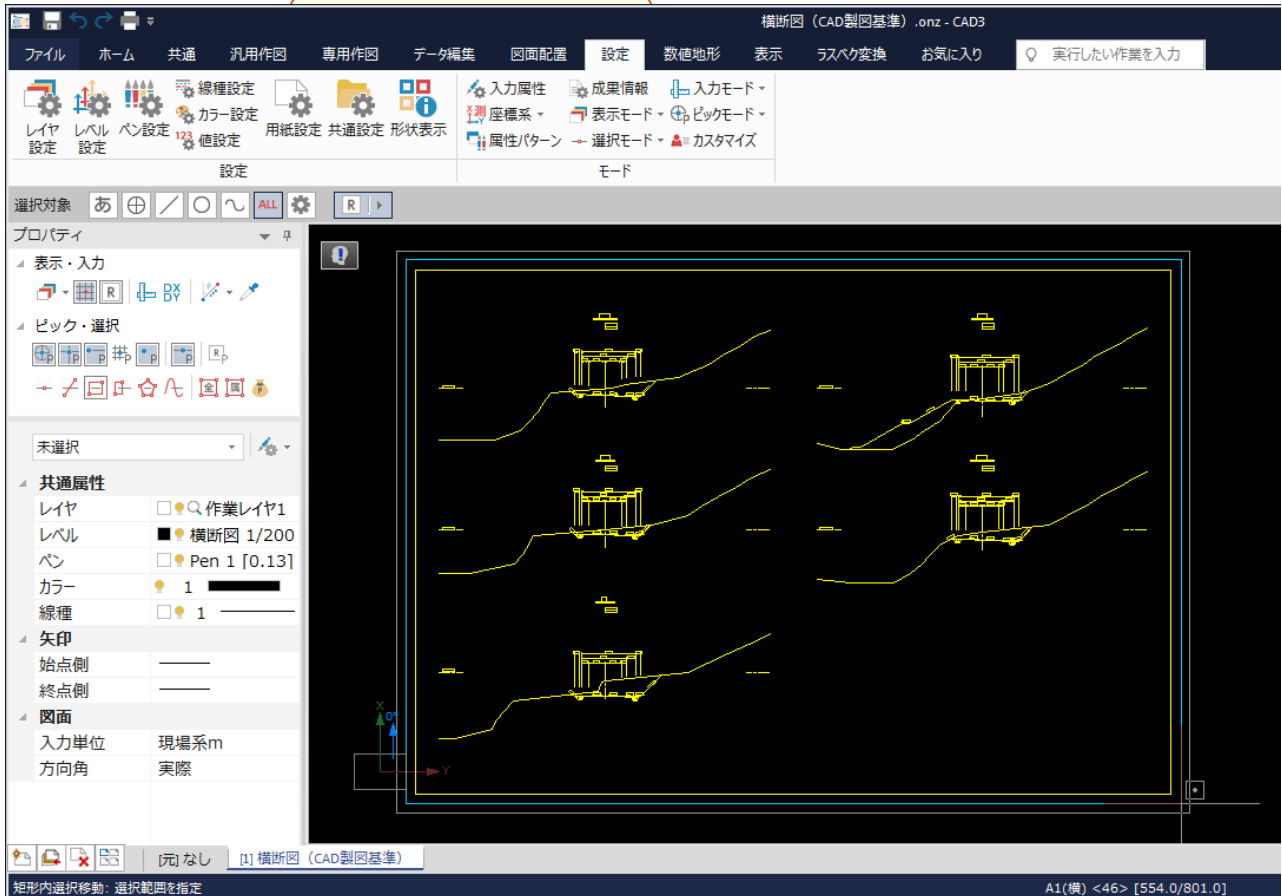 横断図（CAD製図基準）.onz - CAD3
ファイル ホーム 共通 汎用作図 専用作図 データ編集 図面配置 設定 数値地形 表示 ラスベク変換 お気に入り 実行したい作業を入力
レイヤ設定 レベル設定 ペン設定 線種設定 カラー設定 123 値設定 用紙設定 共通設定 形状表示 入力属性 成果情報 入力モード
座標系 表示モード ピックモード
属性パターン 選択モード カスタマイズ
設定 モード
選択対象 あ ALL R
プロパティ
表示・入力
R DX DY
ピック・選択
P P P P P P R P
全 属 P
未選択
共通属性
レイヤ 作業レイヤ1
レベル 横断図 1/200
ペン Pen 1 [0.13]
カラー 1
線種 1
矢印
始点側
終点側
図面
入力単位 現場系m
方向角 実際
X 0° Y
[元] なし [1] 横断図（CAD製図基準）
矩形内選択移動: 選択範囲を指定 A1(横) <46> [554.0/801.0]